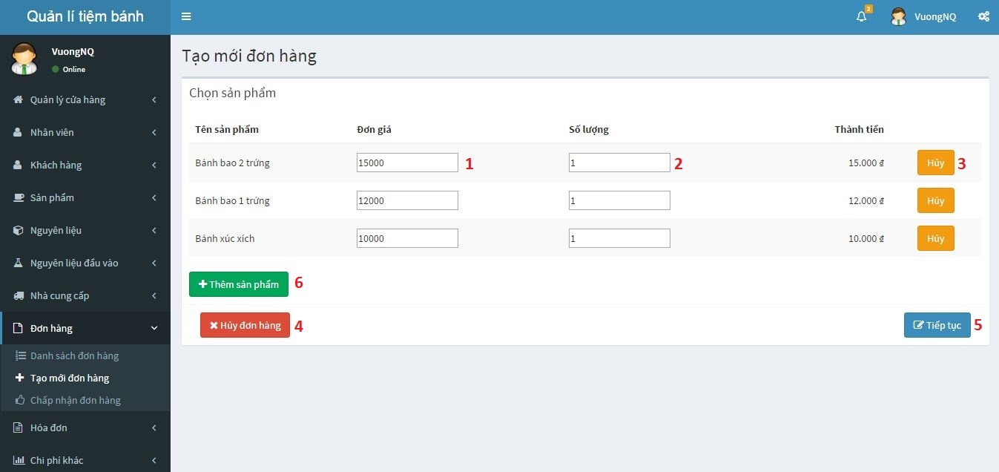 Quản lí tiệm bánh
2
VuongNQ
VuongNQ
Online
Quản lý cửa hàng
Nhân viên
Khách hàng
Sản phẩm
Nguyên liệu
Nguyên liệu đầu vào
Nhà cung cấp
Đơn hàng
Danh sách đơn hàng
Tạo mới đơn hàng
Chấp nhận đơn hàng
Hóa đơn
Chi phí khác
Tạo mới đơn hàng
Chọn sản phẩm
Tên sản phẩm Đơn giá Số lượng Thành tiền
Bánh bao 2 trứng 15000 1 1 2 15.000 ₫ Hủy 3
Bánh bao 1 trứng 12000 1 12.000 ₫ Hủy
Bánh xúc xích 10000 1 10.000 ₫ Hủy
Thêm sản phẩm 6
Hủy đơn hàng 4 Tiếp tục 5